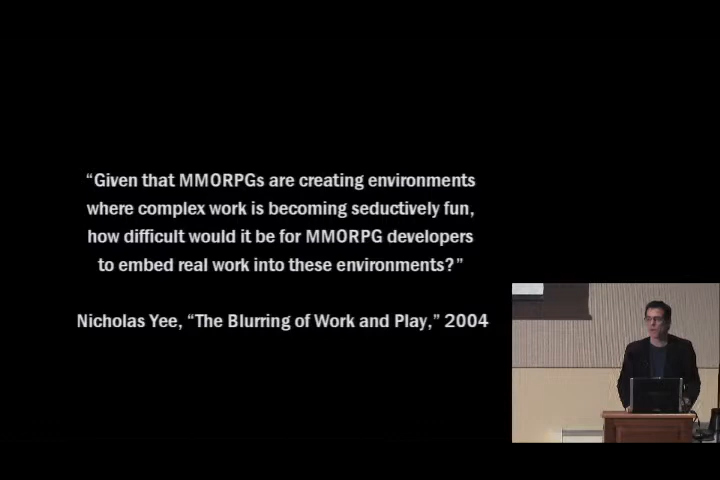 “Given that MMORPGs are creating environments
where complex work is becoming seductively fun,
how difficult would it be for MMORPG developers
to embed real work into these environments?”
Nicholas Yee, “The Blurring of Work and Play,” 2004